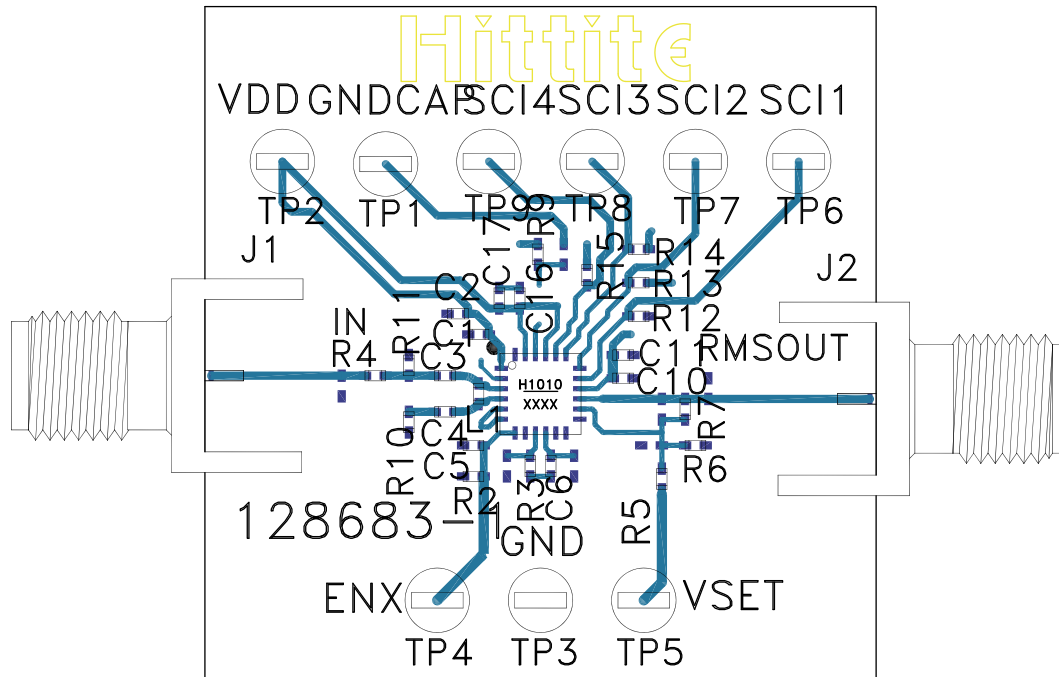 Hittite
VDD GND CAP SCI4 SCI3 SCI2 SCI1
TP2 TP1 TP9 TP8 TP7 TP6
J1
J2
C17
R9
C16
R15
R14
R13
R12
C2
C1
R11
IN
R4
C3
C11
RMSOUT
C10
H1010
XXXX
L1
C4
R10
C5
R2
R7
R6
R5
R3
C6
128683-1
GND
ENX
VSET
TP4 TP3 TP5